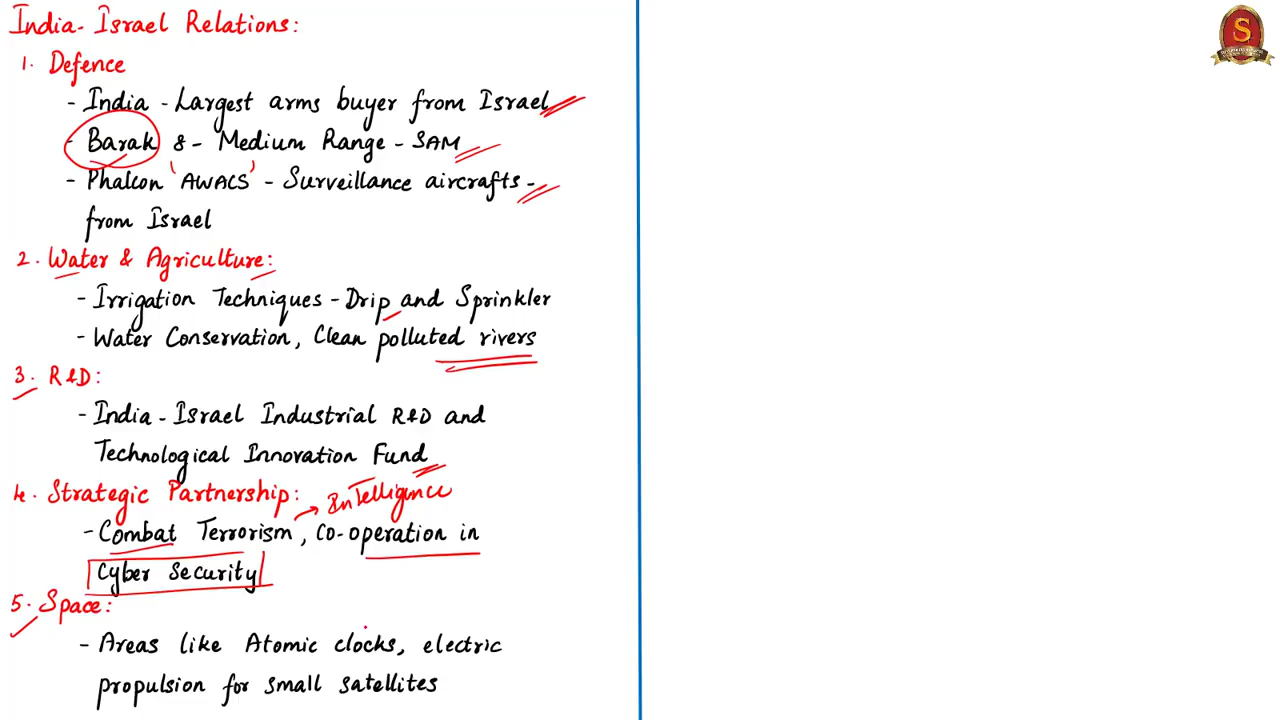 India-Israel Relations:
1. Defence
- India - Largest arms buyer from Israel
- Barak 8 - Medium Range - SAM
- Phalcon 'AWACS' - Surveillance aircrafts -
from Israel
2. Water & Agriculture:
- Irrigation Techniques - Drip and Sprinkler
- Water Conservation, Clean polluted rivers
3. R&D:
- India - Israel Industrial R&D and
Technological Innovation Fund
4. Strategic Partnership: → Intelligence
- Combat Terrorism, Co-operation in
Cyber Security
5. Space:
- Areas like Atomic clocks, electric
propulsion for small satellites
S